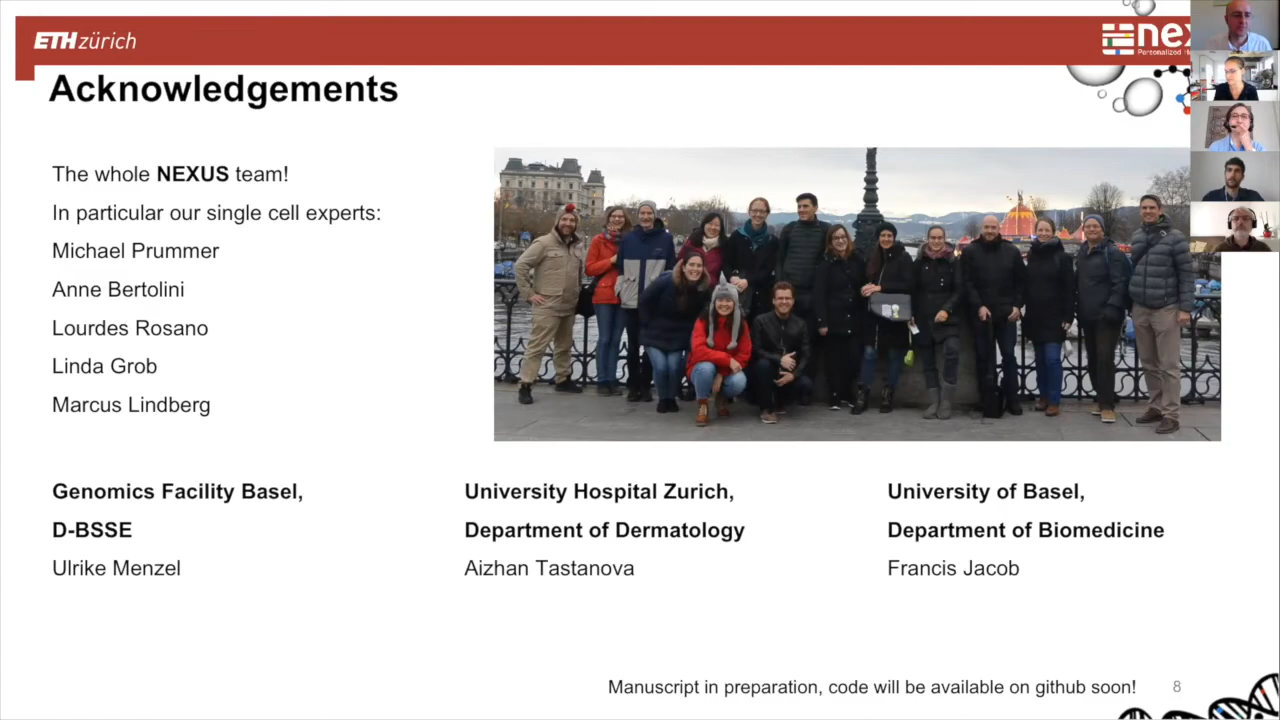 ETH zürich
nex
Personalized H
Acknowledgements
The whole NEXUS team!
In particular our single cell experts:
Michael Prummer
Anne Bertolini
Lourdes Rosano
Linda Grob
Marcus Lindberg
Genomics Facility Basel,
D-BSSE
Ulrike Menzel
University Hospital Zurich,
Department of Dermatology
Aizhan Tastanova
University of Basel,
Department of Biomedicine
Francis Jacob
Manuscript in preparation, code will be available on github soon!
8